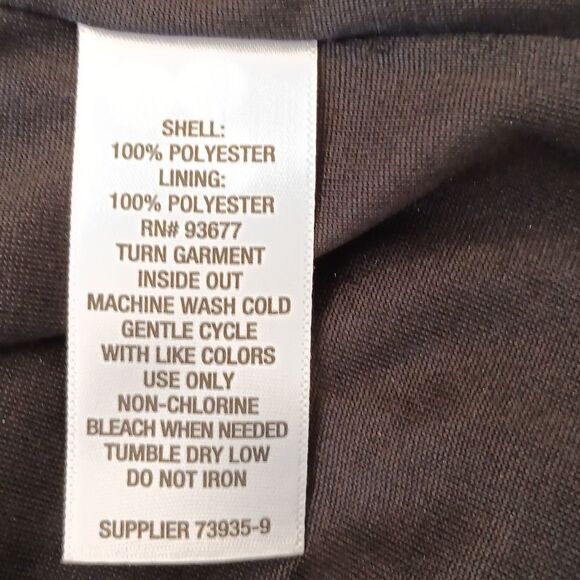 SHELL:
100% POLYESTER
LINING:
100% POLYESTER
RN# 93677
TURN GARMENT
INSIDE OUT
MACHINE WASH COLD
GENTLE CYCLE
WITH LIKE COLORS
USE ONLY
NON-CHLORINE
BLEACH WHEN NEEDED
TUMBLE DRY LOW
DO NOT IRON
SUPPLIER 73935-9